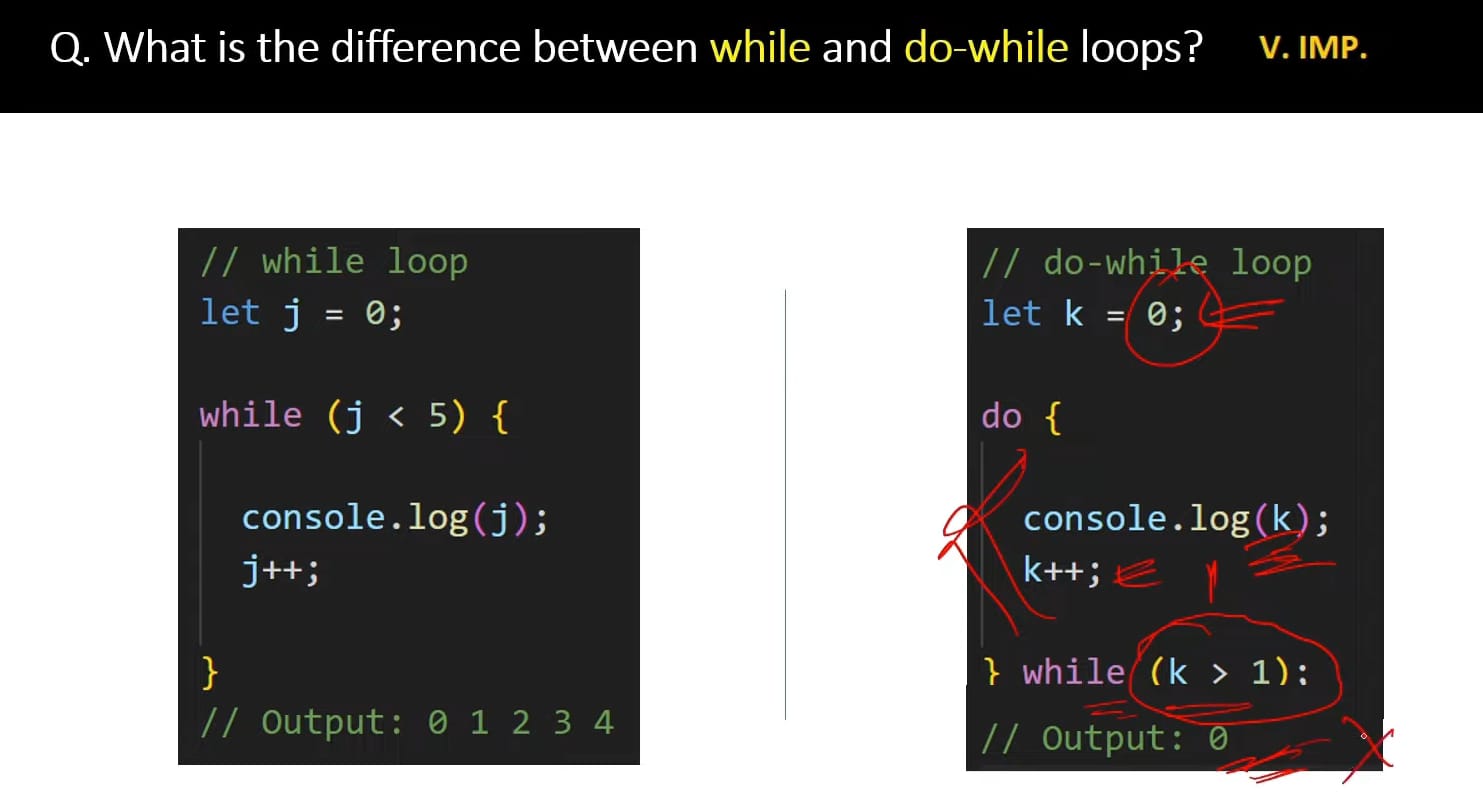 Q. What is the difference between while and do-while loops? V. IMP.
// while loop
let j = 0;
while (j < 5) {
console.log(j);
j++;
}
// Output: 0 1 2 3 4
// do-while loop
let k = 0;
do {
console.log(k);
k++;
1
} while (k > 1);
// Output: 0